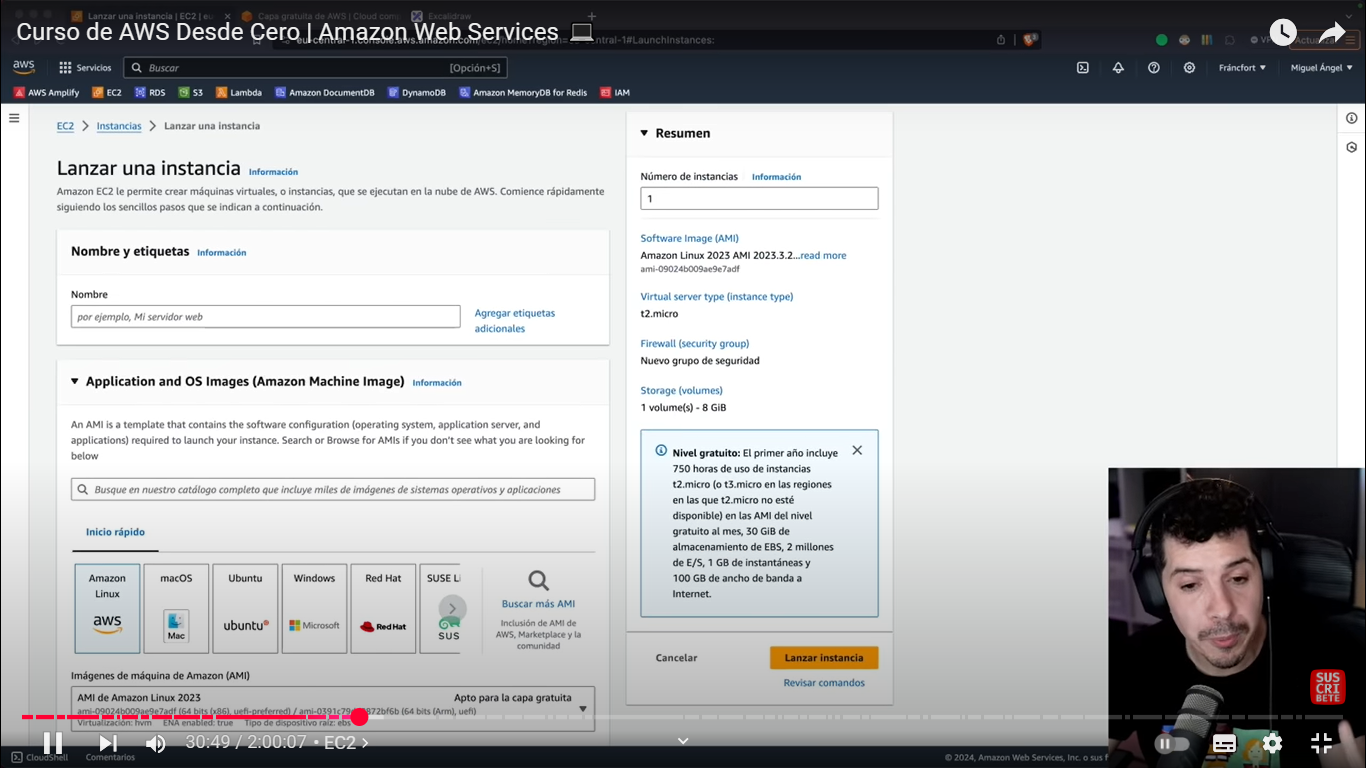 Lanzar una instancia | EC2 | eu
Capa gratuita de AWS | Cloud com
Excalidraw
Curso de AWS Desde Cero | Amazon Web Services 💻
aws
Servicios
Buscar
[Opción+S]
Fráncfort
Miguel Ángel
AWS Amplify
EC2
RDS
S3
Lambda
Amazon DocumentDB
DynamoDB
Amazon MemoryDB for Redis
IAM
EC2
Instancias
Lanzar una instancia
Lanzar una instancia
Información
Amazon EC2 le permite crear máquinas virtuales, o instancias, que se ejecutan en la nube de AWS. Comience rápidamente
siguiendo los sencillos pasos que se indican a continuación.
Nombre y etiquetas
Información
Nombre
por ejemplo, Mi servidor web
Agregar etiquetas
adicionales
Application and OS Images (Amazon Machine Image)
Información
An AMI is a template that contains the software configuration (operating system, application server, and
applications) required to launch your instance. Search or Browse for AMIs if you don't see what you are looking for
below
Busque en nuestro catálogo completo que incluye miles de imágenes de sistemas operativos y aplicaciones
Inicio rápido
Amazon
Linux
aws
macOS
Mac
Ubuntu
ubuntu
Windows
Microsoft
Red Hat
Red Hat
SUSE Li
SUS
Buscar más AMI
Inclusión de AMI de
AWS, Marketplace y la
comunidad
Imágenes de máquina de Amazon (AMI)
AMI de Amazon Linux 2023
Apto para la capa gratuita
ami-09024b009ae9e7adf (64 bits (x86), uefi-preferred) / 872bf6b (64 bits (Arm), uefi)
Virtualización: hvm
ENA enabled: true
Tipo de dispositivo raíz: ebs
Resumen
Número de instancias
Información
1
Software Image (AMI)
Amazon Linux 2023 AMI 2023.3.2...read more
ami-09024b009ae9e7adf
Virtual server type (instance type)
t2.micro
Firewall (security group)
Nuevo grupo de seguridad
Storage (volumes)
1 volume(s) - 8 GiB
Nivel gratuito: El primer año incluye
750 horas de uso de instancias
t2.micro (o t3.micro en las regiones
en las que t2.micro no esté
disponible) en las AMI del nivel
gratuito al mes, 30 GiB de
almacenamiento de EBS, 2 millones
de E/S, 1 GB de instantáneas y
100 GB de ancho de banda a
Internet.
Cancelar
Lanzar instancia
Revisar comandos
SUS
CRI
BETE
30:49 / 2:00:07 • EC2
CloudShell
Comentarios
© 2024, Amazon Web Services, Inc. o sus f